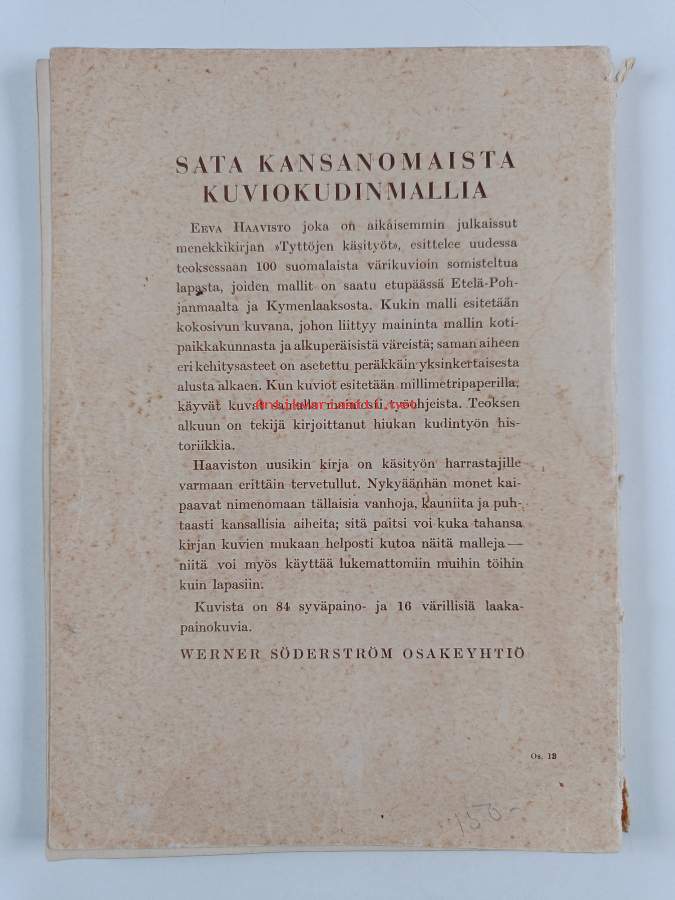 SATA KANSANOMAISTA
KUVIOKUDINMALLIA
EEVA HAAVISTO joka on aikaisemmin julkaissut
menekkikirjan »Tyttöjen käsityöt», esittelee uudessa
teoksessaan 100 suomalaista värikuvioin somisteltua
lapasta, joiden mallit on saatu etupäässä Etelä-Poh-
janmaalta ja Kymenlaaksosta. Kukin malli esitetään
kokosivun kuvana, johon liittyy maininta mallin koti-
paikkakunnasta ja alkuperäisistä väreistä; saman aiheen
eri kehitysasteet on asetettu peräkkäin yksinkertaisesta
alusta alkaen. Kun kuviot esitetään millimetripaperilla,
käyvät kuvat samalla mainiosti työohjeista. Teoksen
alkuun on tekijä kirjoittanut hiukan kudintyön his-
toriikkia.
Haaviston uusikin kirja on käsityön harrastajille
varmaan erittäin tervetullut. Nykyäänhän monet kai-
paavat nimenomaan tällaisia vanhoja, kauniita ja puh-
taasti kansallisia aiheita; sitä paitsi voi kuka tahansa
kirjan kuvien mukaan helposti kutoa näitä malleja —
niitä voi myös käyttää lukemattomiin muihin töihin
kuin lapasiin.
Kuvista on 84 syväpaino- ja 16 värillisiä laaka-
painokuvia.
WERNER SÖDERSTRÖM OSAKEYHTIÖ
Os. 13
150-